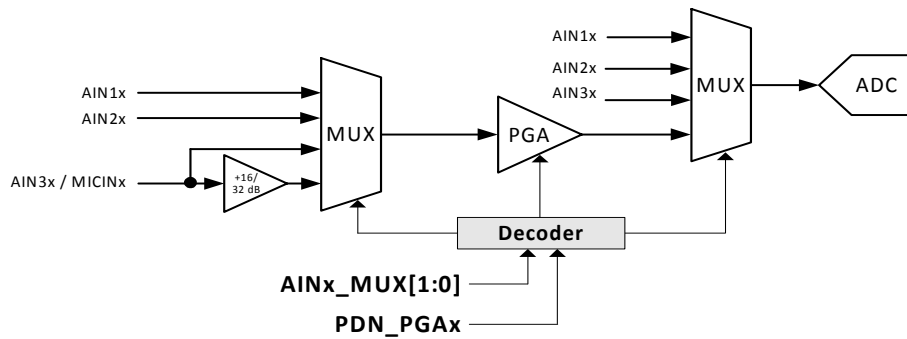 AIN1x
AIN2x
AIN3x / MICINx
+16/
32 dB
MUX
PGA
AIN1x
AIN2x
AIN3x
MUX
ADC
Decoder
AINx_MUX[1:0]
PDN_PGAx